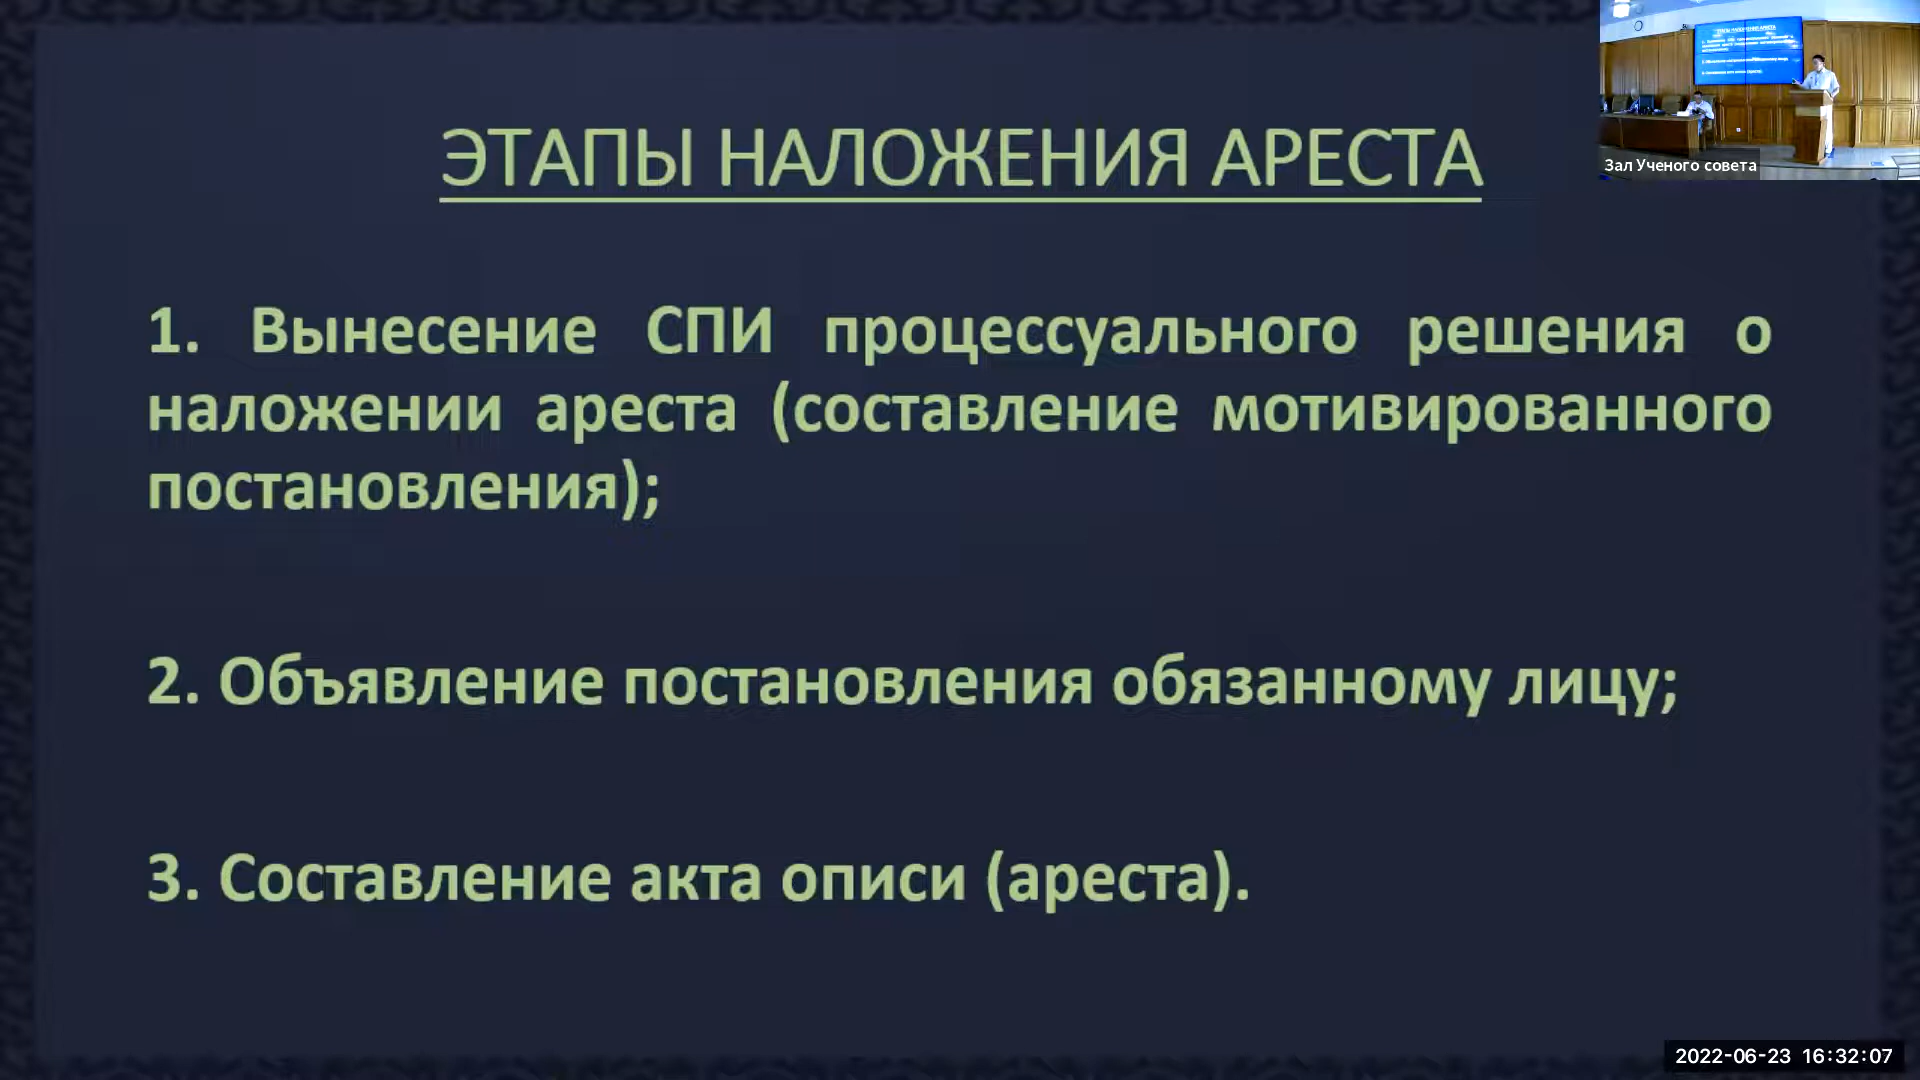 ЭТАПЫ НАЛОЖЕНИЯ АРЕСТА
1. Вынесение СПИ процессуального решения о
наложении ареста (составление мотивированного
постановления);
2. Объявление постановления обязанному лицу;
3. Составление акта описи (ареста).
Зал Ученого совета
2022-06-23 16:32:07